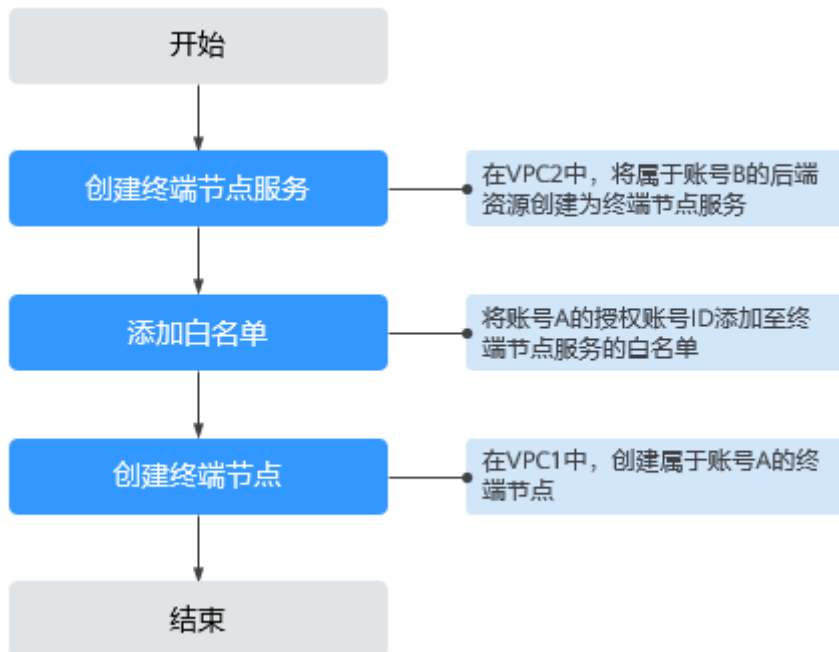 开始
创建终端节点服务
在VPC2中，将属于账号B的后端
资源创建为终端节点服务
添加白名单
将账号A的授权账号ID添加至终
端节点服务的白名单
创建终端节点
在VPC1中，创建属于账号A的终
端节点
结束